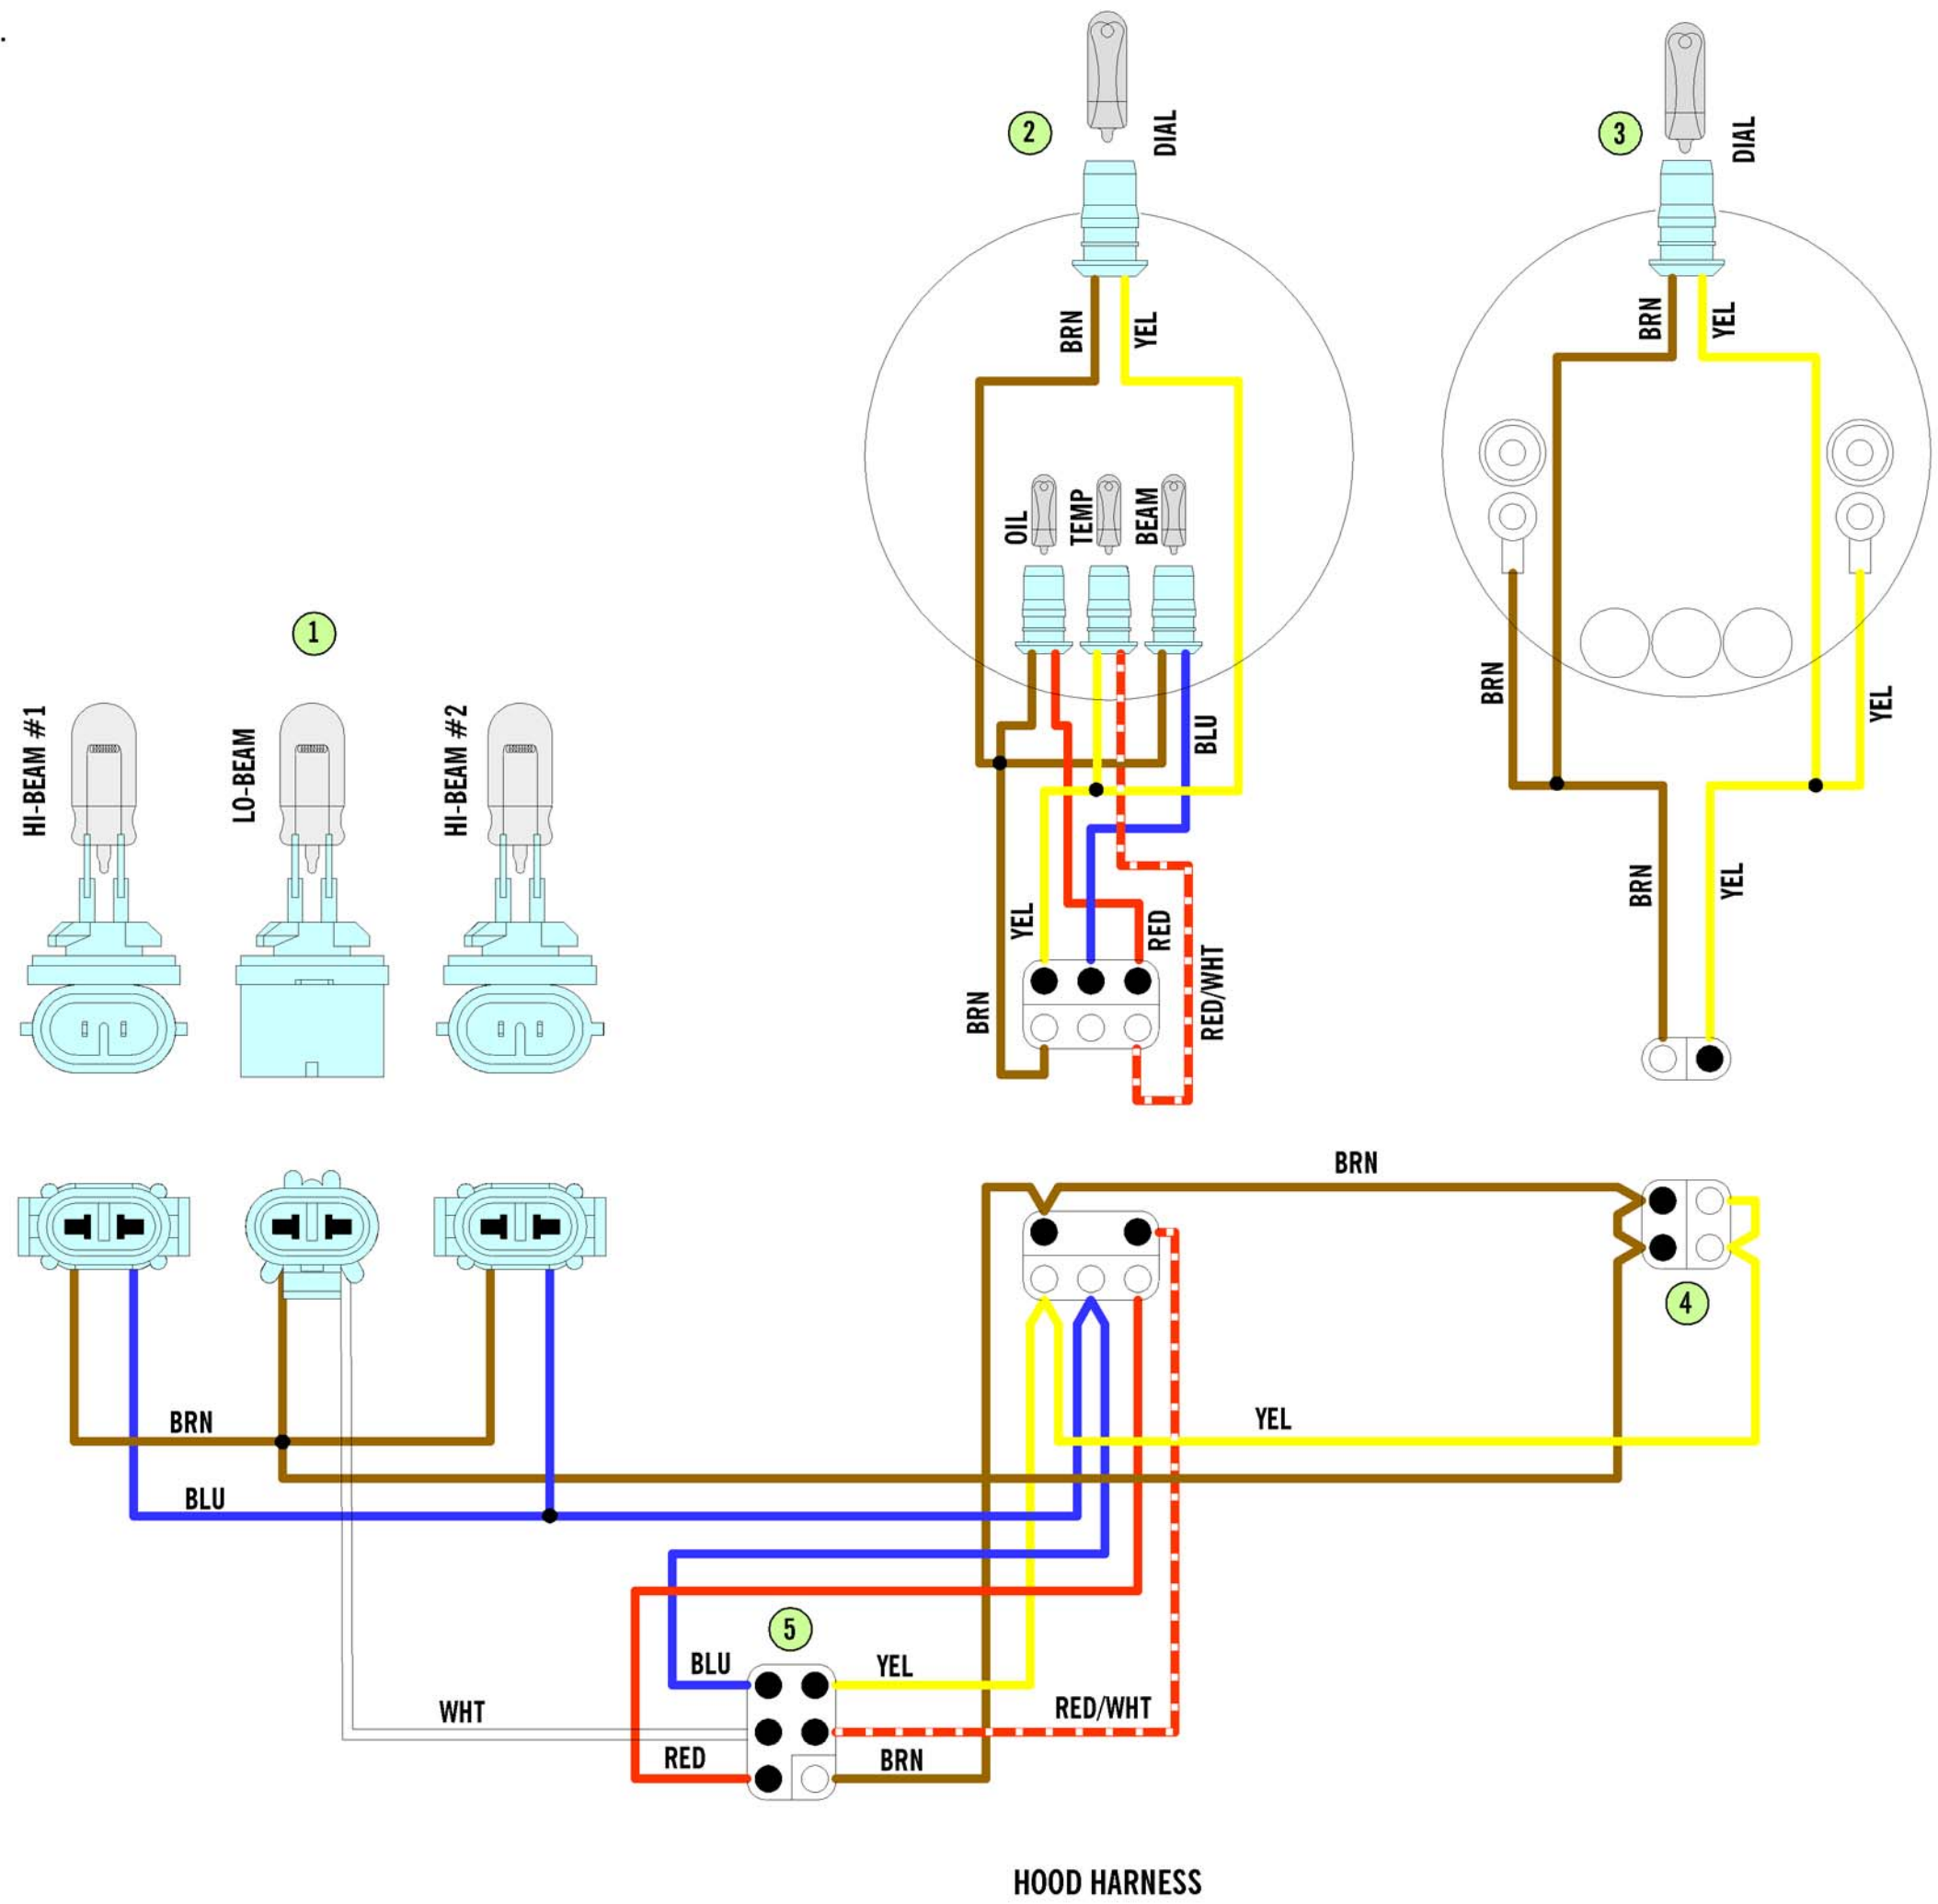 2
DIAL
3
DIAL
BRN
YEL
BRN
YEL
OIL
TEMP
BEAM
1
HI-BEAM #1
LO-BEAM
HI-BEAM #2
BLU
BRN
YEL
BRN
YEL
YEL
RED
RED/WHT
BRN
BRN
4
BRN
YEL
BLU
5
BLU
YEL
WHT
RED/WHT
RED
BRN
HOOD HARNESS